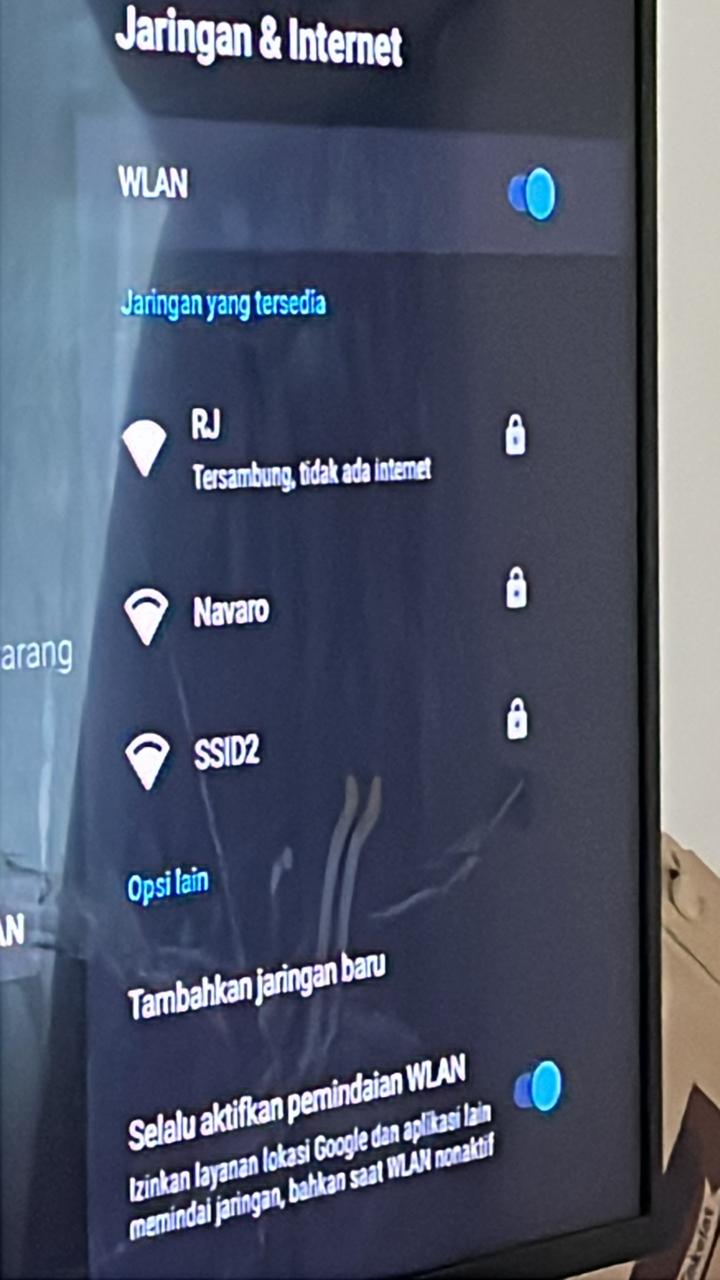 Jaringan & Internet
WLAN
Jaringan yang tersedia
RJ
Tersambung, tidak ada internet
Navaro
arang
SSID2
Opsi lain
AN
Tambahkan jaringan baru
Selalu aktifkan pemindaian WLAN
Izinkan layanan lokasi Google dan aplikasi lain
memindai jaringan, bahkan saat WLAN nonaktif